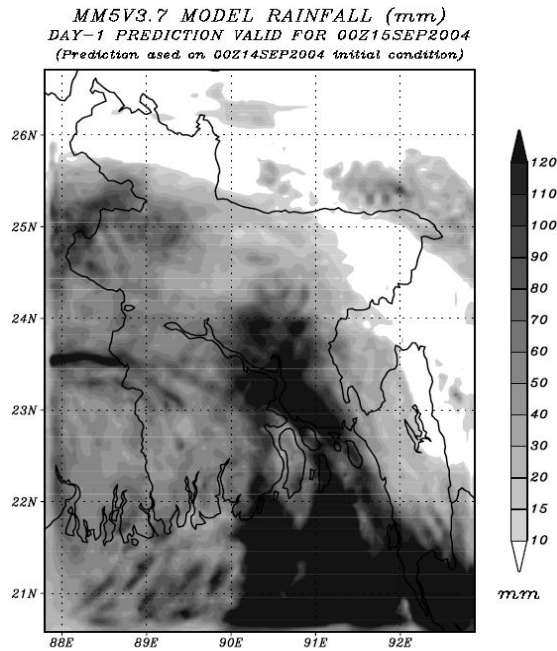 MM5V3.7 MODEL RAINFALL (mm)
DAY-1 PREDICTION VALID FOR 00Z15SEP2004
(Prediction ased on 00Z14SEP2004 initial condition)
26N
25N
24N
23N
22N
21N
88E 89E 90E 91E 92E
120
110
100
90
80
70
60
50
40
30
20
15
10
mm